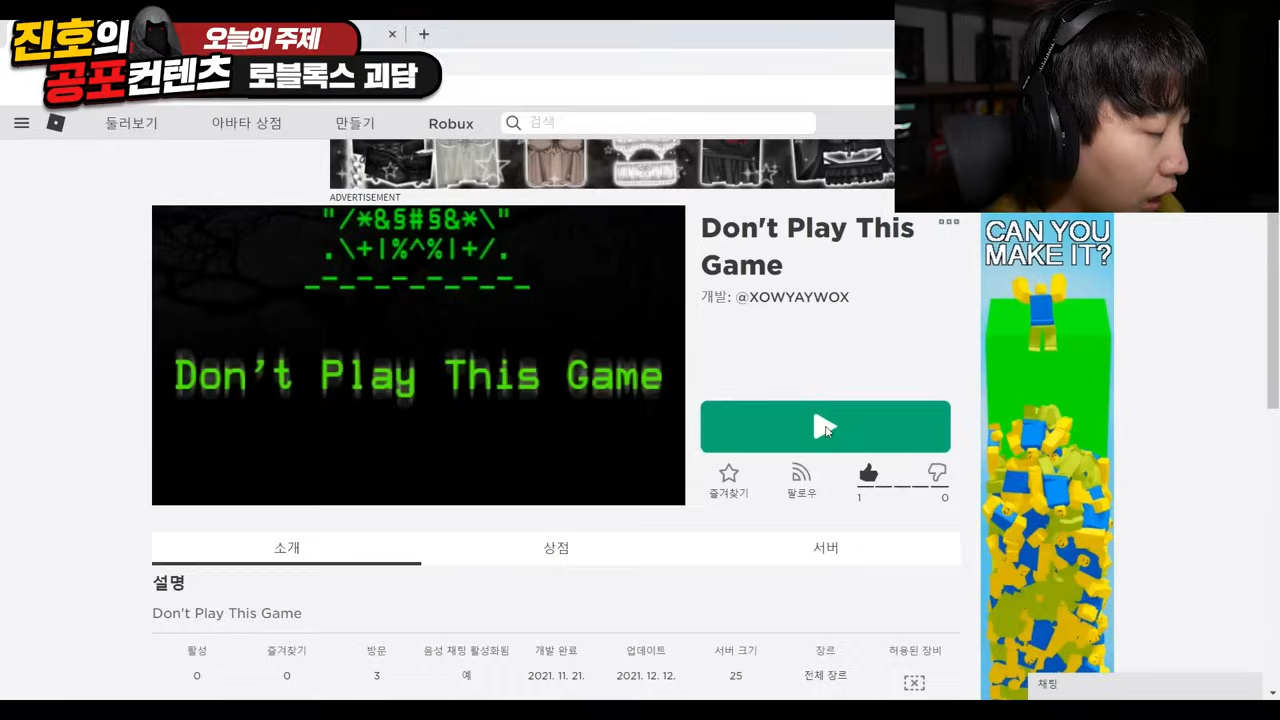 진호의
공포컨텐츠
오늘의 주제
로블록스 괴담
둘러보기
아바타 상점
만들기
Robux
검색
ADVERTISEMENT
"/*&§#§&*\"
.\+|%^%|+/.
_-_-_-_-_-_-_-_
Don't Play This Game
Don't Play This
Game
개발: @XOWYAYWOX
즐겨찾기
팔로우
1
0
CAN YOU
MAKE IT?
소개
상점
서버
설명
Don't Play This Game
활성
즐겨찾기
방문
음성 채팅 활성화됨
개발 완료
업데이트
서버 크기
장르
허용된 장비
0
0
3
예
2021. 11. 21.
2021. 12. 12.
25
전체 장르
채팅